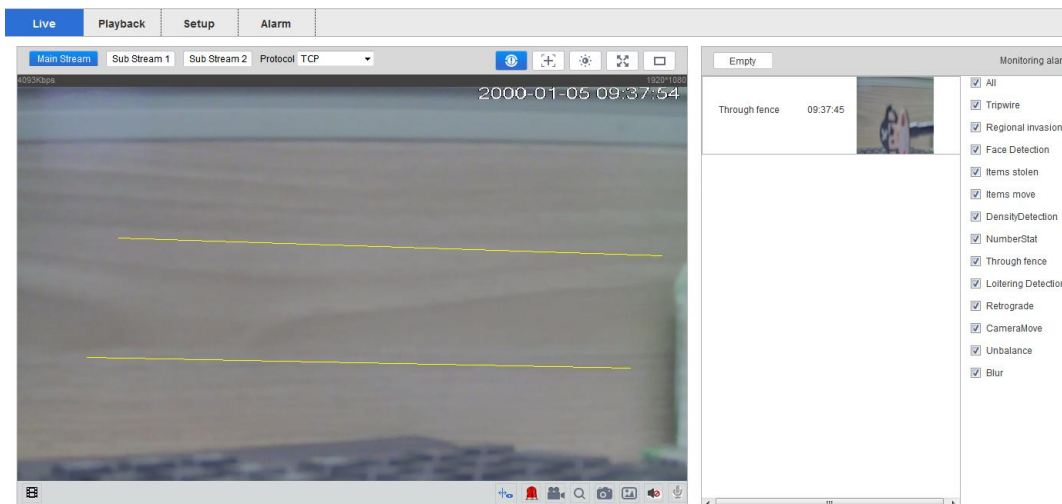 Live Playback Setup Alarm
Main Stream Sub Stream 1 Sub Stream 2 Protocol TCP
4093Kbps 1920*1080
2000-01-05 09:37:54
Empty Monitoring alar
Through fence 09:37:45
All
Tripwire
Regional invasion
Face Detection
Items stolen
Items move
DensityDetection
NumberStat
Through fence
Loitering Detection
Retrograde
CameraMove
Unbalance
Blur